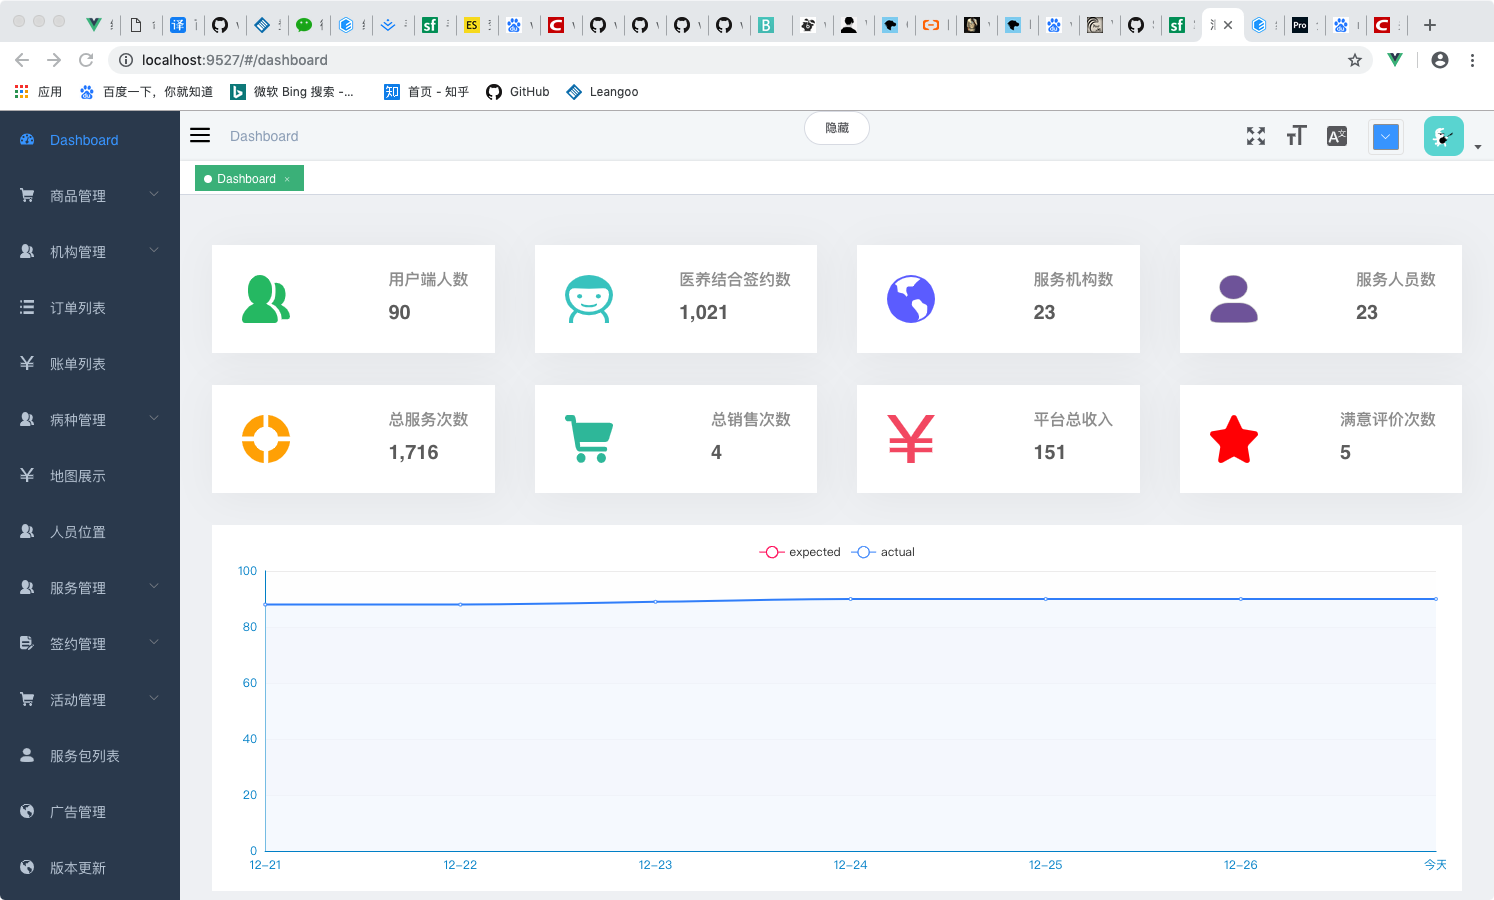 localhost:9527/#/dashboard
应用
百度一下，你就知道
微软 Bing 搜索 -...
知
首页 - 知乎
GitHub
Leangoo
Dashboard
隐藏
Dashboard
Dashboard ×
商品管理
机构管理
订单列表
账单列表
病种管理
地图展示
人员位置
服务管理
签约管理
活动管理
服务包列表
广告管理
版本更新
用户端人数
90
医养结合签约数
1,021
服务机构数
23
服务人员数
23
总服务次数
1,716
总销售次数
4
平台总收入
151
满意评价次数
5
expected
actual
100
80
60
40
20
0
12-21
12-22
12-23
12-24
12-25
12-26
今天